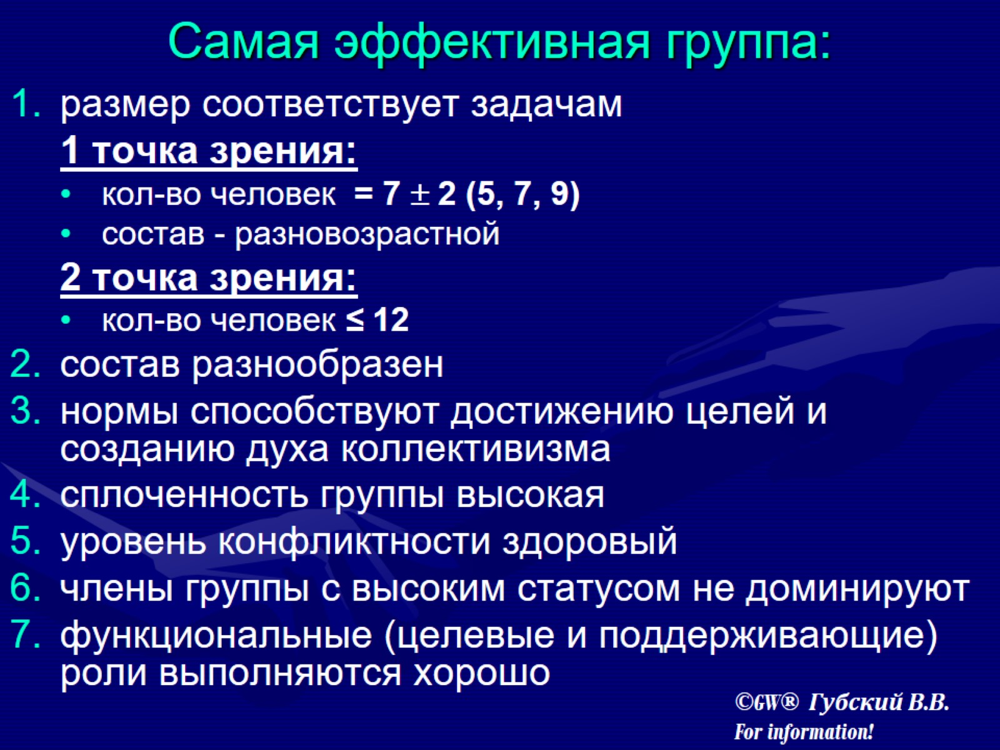 Самая эффективная группа:
1. размер соответствует задачам
1 точка зрения:
• кол-во человек = 7 ± 2 (5, 7, 9)
• состав - разновозрастной
2 точка зрения:
• кол-во человек ≤ 12
2. состав разнообразен
3. нормы способствуют достижению целей и
созданию духа коллективизма
4. сплоченность группы высокая
5. уровень конфликтности здоровый
6. члены группы с высоким статусом не доминируют
7. функциональные (целевые и поддерживающие)
роли выполняются хорошо
©GW® Губский В.В.
For information!